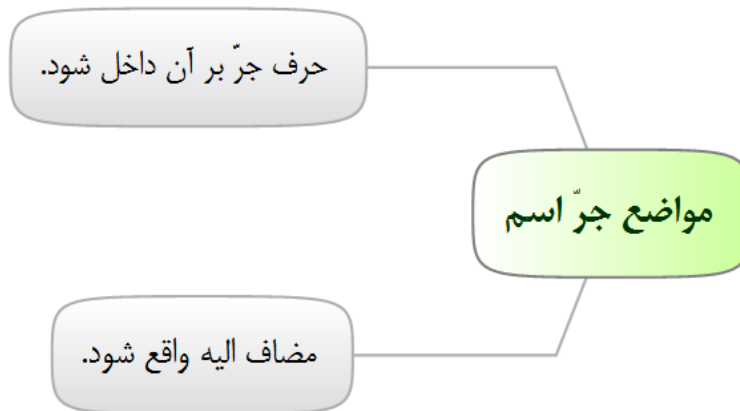 حرف جرّ بر آن داخل شود.
مواضع جرّ اسم
مضاف الیه واقع شود.